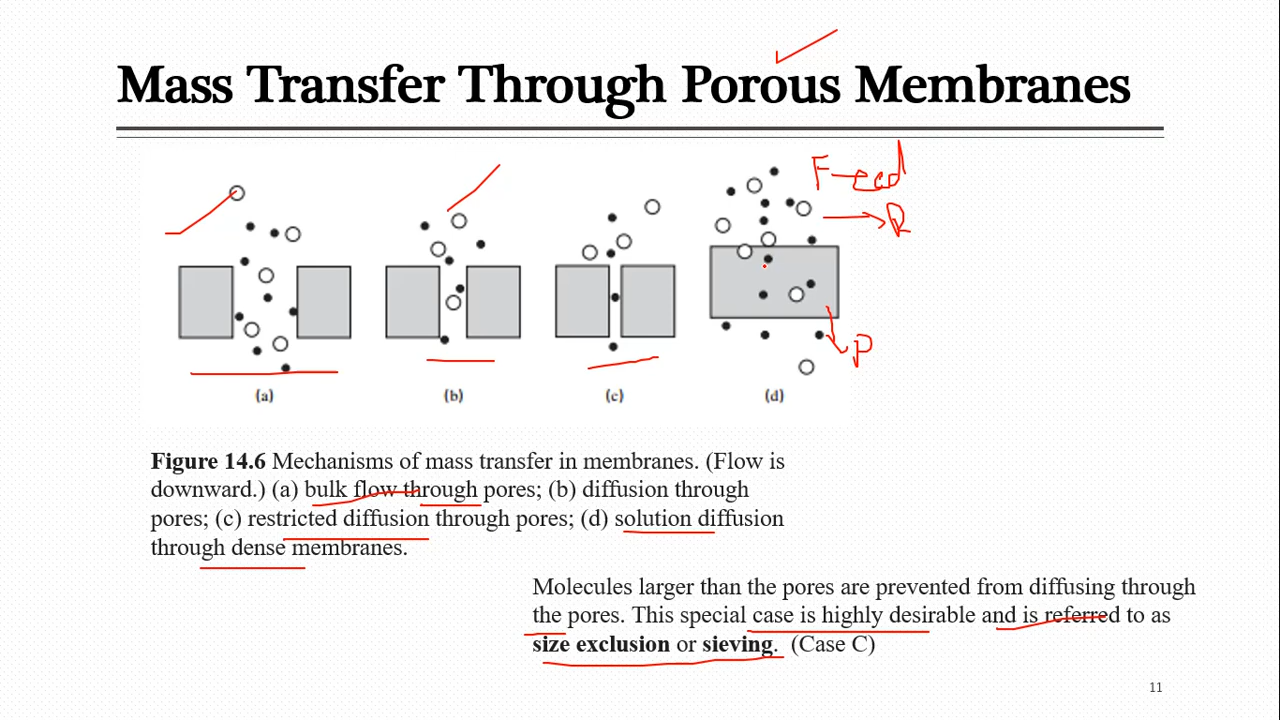 Mass Transfer Through Porous Membranes
Feed
R
P
(a)
(b)
(c)
(d)
Figure 14.6 Mechanisms of mass transfer in membranes. (Flow is
downward.) (a) bulk flow through pores; (b) diffusion through
pores; (c) restricted diffusion through pores; (d) solution diffusion
through dense membranes.
Molecules larger than the pores are prevented from diffusing through
the pores. This special case is highly desirable and is referred to as
size exclusion or sieving. (Case C)
11